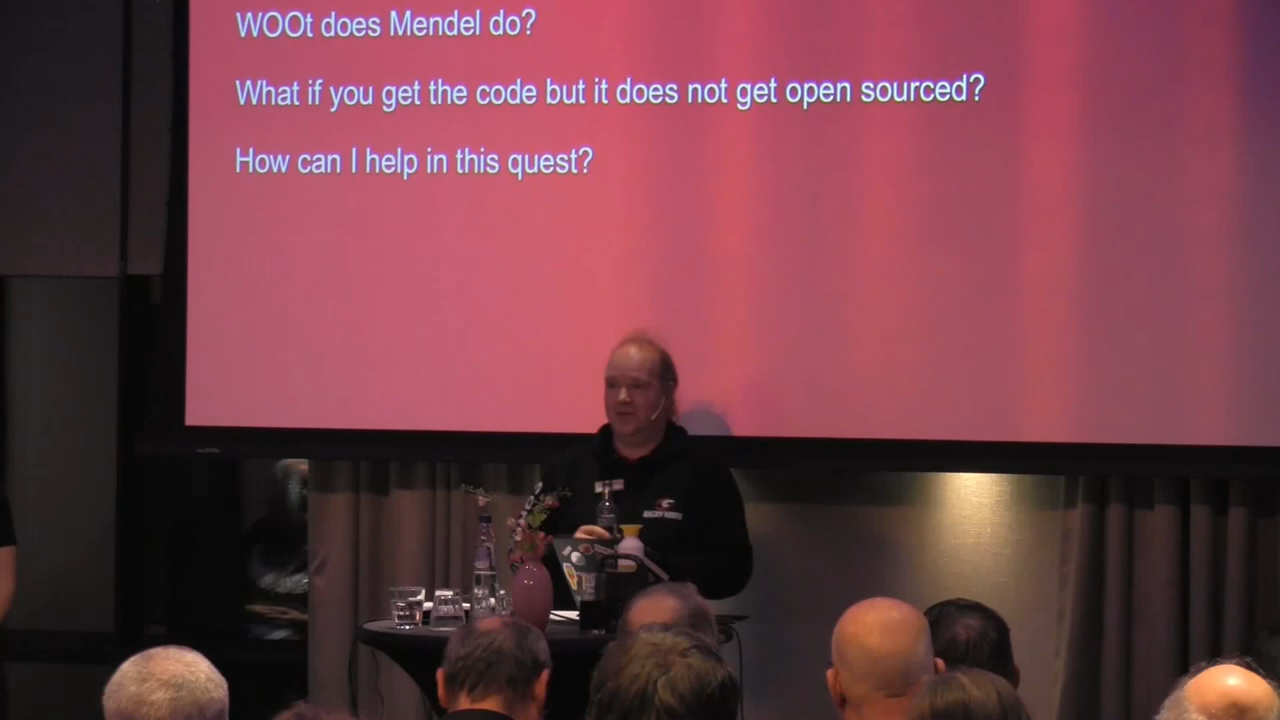 WOOt does Mendel do?
What if you get the code but it does not get open sourced?
How can I help in this quest?